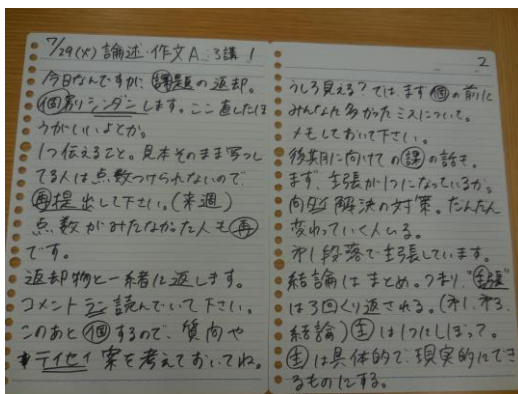 7/29(火) 論述・作文A 3講 1
今日なんですが 課題の返却。
個別シンダンします。ここ直したほ
うがいいよとか。
1つ伝えること。見本そのまま写っし
てる人は点数つけられないので、
再提出して下さい。(来週)
点数がみたなかった人も再
です。
返却物と一緒に返します。
コメントラン読んでいて下さい。
このあと個するので、質向や
テイセイ案を考えておいてね。
2
うしろ見える?では、まず個の前に
みんな多かったミスについて。
メモしておいて下さい。
後期に向けての課の話き。
まず、主張が1つになっているか。
向題解決の対策。だんだん
変わっていく人いる。
オ1段落で主張しています。
結論はまとめ。つまり、"主張"
は3回くり返される。(オ1、オ3、
結論)主は1つにしぼって。
主は具体的で、現実的にでき
るものにする。